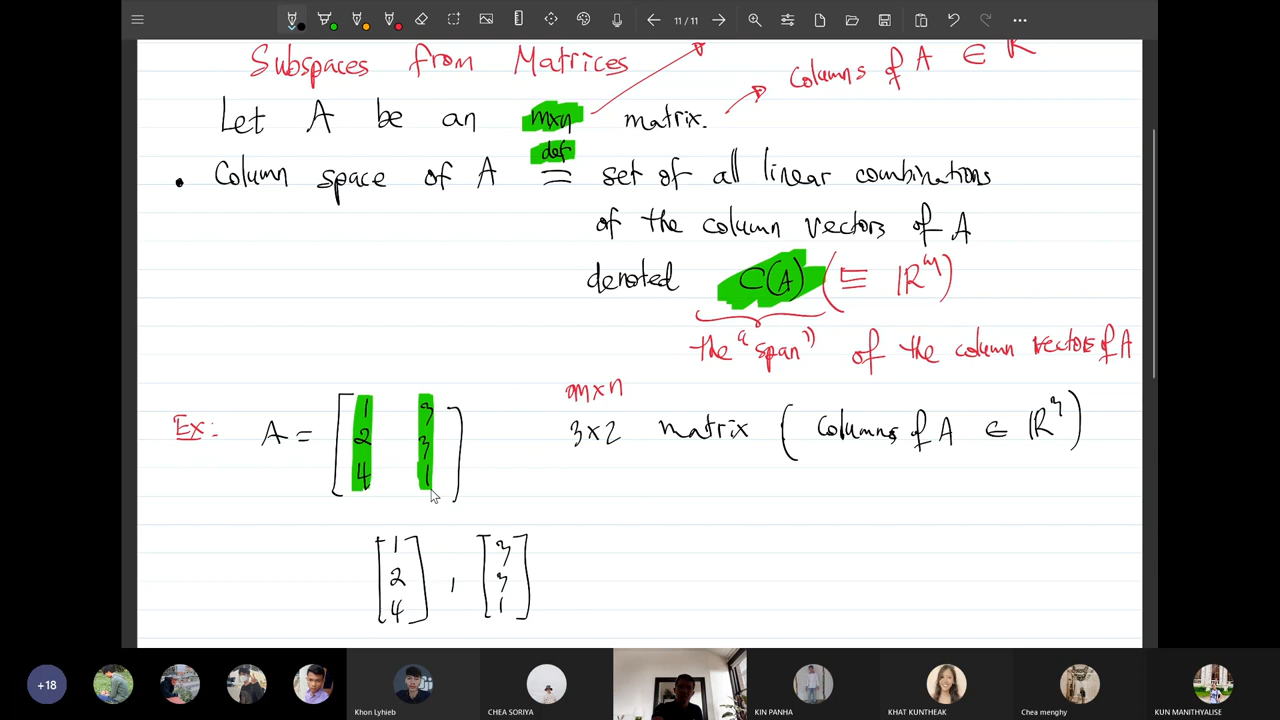 11/11
Subspaces from Matrices
Columns of A ∈ R
Let A be an m×n matrix.
• Column space of A def = set of all linear combinations
of the column vectors of A
denoted C(A) (⊑ ℝᵐ)
the "span" of the column vectors of A
m×n
Ex: A = [1 3
2 3
4 1] 3×2 matrix (columns of A ∈ ℝ³)
[1 2 4] , [3 3 1]
+18
Khon Lyhieb
CHEA SORIYA
KIN PANHA
KHAT KUNTHEAK
Chea menghy
KUN MANITHYALISE